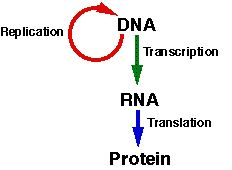 DNA
Replication
Transcription
RNA
Translation
Protein